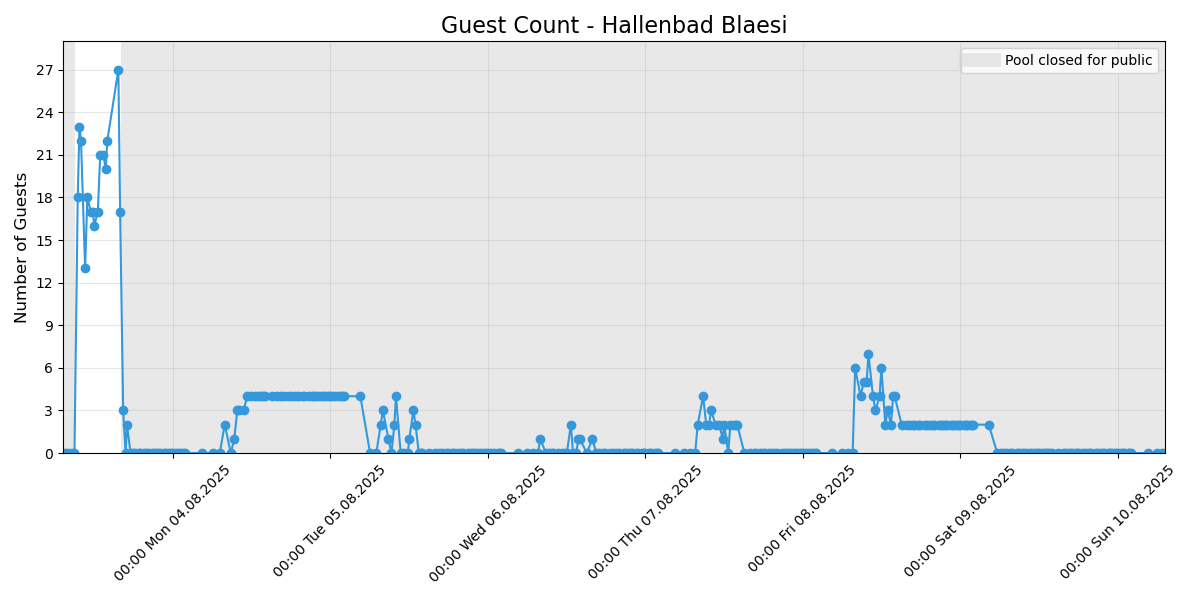 Guest Count - Hallenbad Blaesi
Pool closed for public
Number of Guests
27
24
21
18
15
12
9
6
3
0
00:00 Mon 04.08.2025
00:00 Tue 05.08.2025
00:00 Wed 06.08.2025
00:00 Thu 07.08.2025
00:00 Fri 08.08.2025
00:00 Sat 09.08.2025
00:00 Sun 10.08.2025